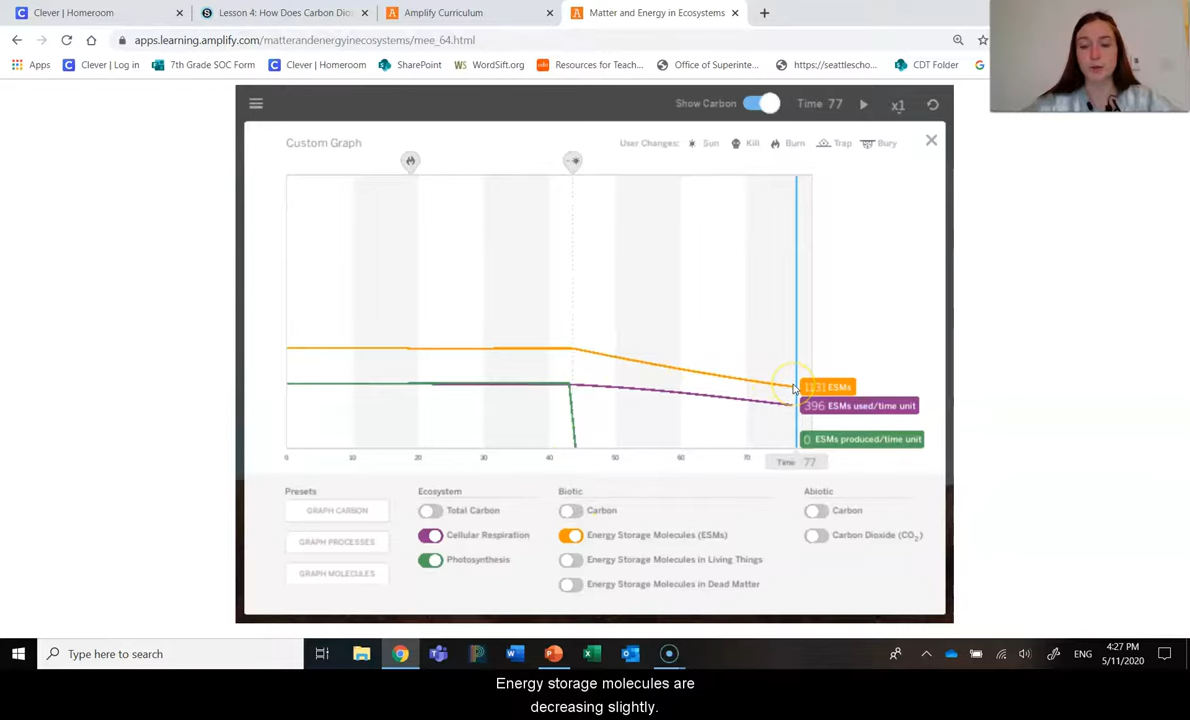 Clever | Homeroom
Lesson 4: How Does Carbon Dio
Amplify Curriculum
Matter and Energy in Ecosystems
apps.learning.amplify.com/matterandenergyinecosystems/mee_64.html
Apps
Clever | Log in
7th Grade SOC Form
Clever | Homeroom
SharePoint
WordSift.org
Resources for Teach...
Office of Superinte...
https://seattlescho...
CDT Folder
Show Carbon
Time 77
x1
Custom Graph
User Changes:
Sun
Kill
Burn
Trap
Bury
1131 ESMs
396 ESMs used/time unit
0 ESMs produced/time unit
0
10
20
30
40
50
60
70
Time 77
Presets
GRAPH CARBON
GRAPH PROCESSES
GRAPH MOLECULES
Ecosystem
Total Carbon
Cellular Respiration
Photosynthesis
Biotic
Carbon
Energy Storage Molecules (ESMs)
Energy Storage Molecules in Living Things
Energy Storage Molecules in Dead Matter
Abiotic
Carbon
Carbon Dioxide (CO₂)
Type here to search
ENG
4:27 PM
5/11/2020
Energy storage molecules are
decreasing slightly.